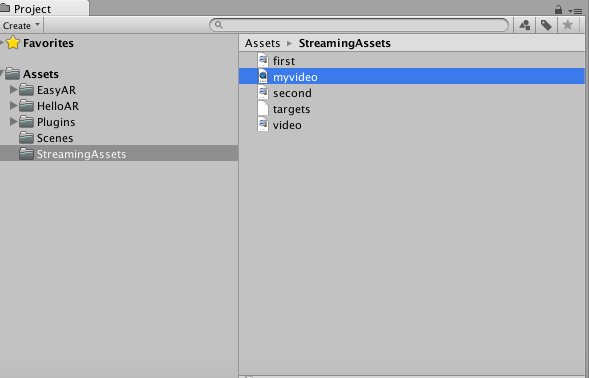 Project
Create
Favorites
Assets
EasyAR
HelloAR
Plugins
Scenes
StreamingAssets
Assets StreamingAssets
first
myvideo
second
targets
video